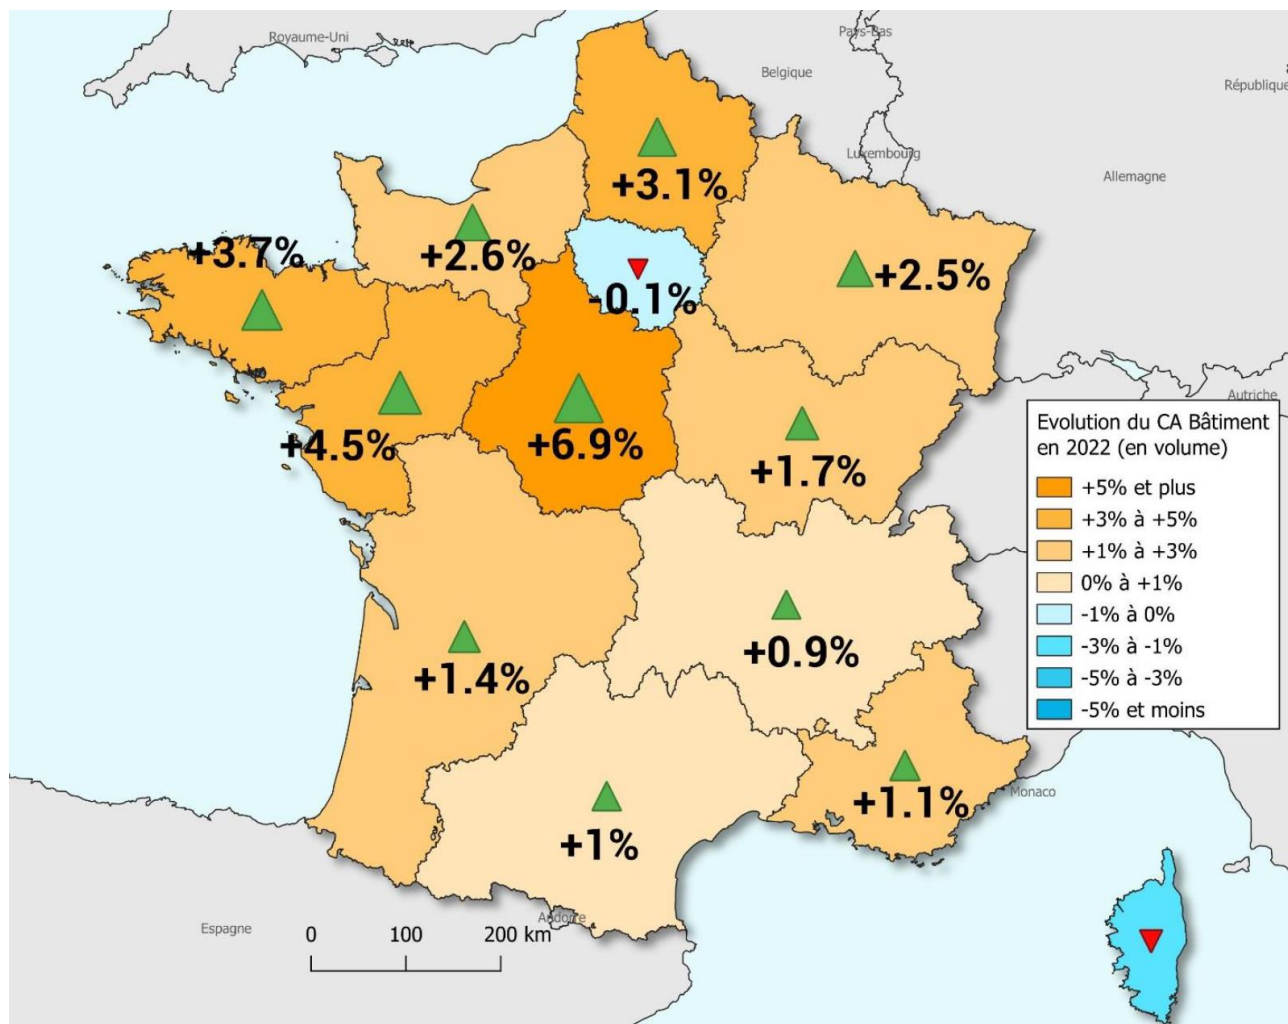 Royaume-Uni
Pays-Bas
Belgique
République
Luxembourg
Allemagne
+3.1%
+3.7%
+2.6%
+2.5%
-0.1%
Autriche
+4.5%
+6.9%
+1.7%
Evolution du CA Bâtiment
en 2022 (en volume)
+5% et plus
+3% à +5%
+1% à +3%
0% à +1%
-1% à 0%
-3% à -1%
-5% à -3%
-5% et moins
+1.4%
+0.9%
+1.1%
Monaco
+1%
Andorre
Espagne
0 100 200 km